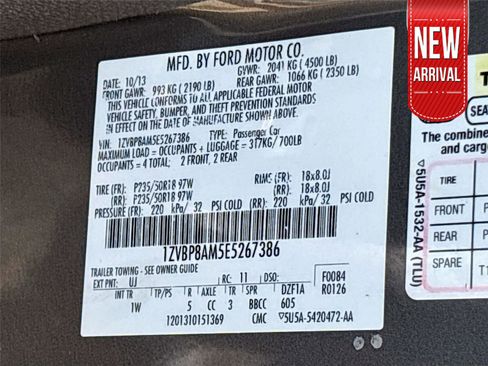 NEW
ARRIVAL
MFD. BY FORD MOTOR CO.
DATE: 10/13 GVWR: 2041 KG ( 4500 LB)
FRONT GAWR: 993 KG ( 2190 LB) REAR GAWR: 1066 KG ( 2350 LB)
THIS VEHICLE CONFORMS TO ALL APPLICABLE FEDERAL MOTOR
VEHICLE SAFETY, BUMPER, AND THEFT PREVENTION STANDARDS
IN EFFECT ON THE DATE OF MANUFACTURE SHOWN ABOVE.
VIN: 1ZVBP8AM5E5267386 TYPE: Passenger Car
MAXIMUM LOAD = OCCUPANTS + LUGGAGE = 317KG / 700LB
OCCUPANTS = 4 TOTAL; 2 FRONT, 2 REAR
TIRE (F): P235/50R18 97W RIMS (F): 18x8.0J
(R): P235/50R18 97W (R): 18x8.0J
PRESSURE (F): 220 kPa/ 32 PSI COLD (R): 220 kPa/ 32 PSI COLD
1ZVBP8AM5E5267386
TRAILER TOWING - SEE OWNER GUIDE
EXT PNT: UJ RC: 11 DSO: F0084
INT TR TP/PS R AXLE TR SPR DZF1A R0126
1W 5 CC E 3 BBCC 605
1201310151369 CMC 5U5A-5420472-AA
SEA
The combine
and cargo
TIRE
FRONT P
REAR P
SPARE T1
5U5A-1532-AA (TLU)